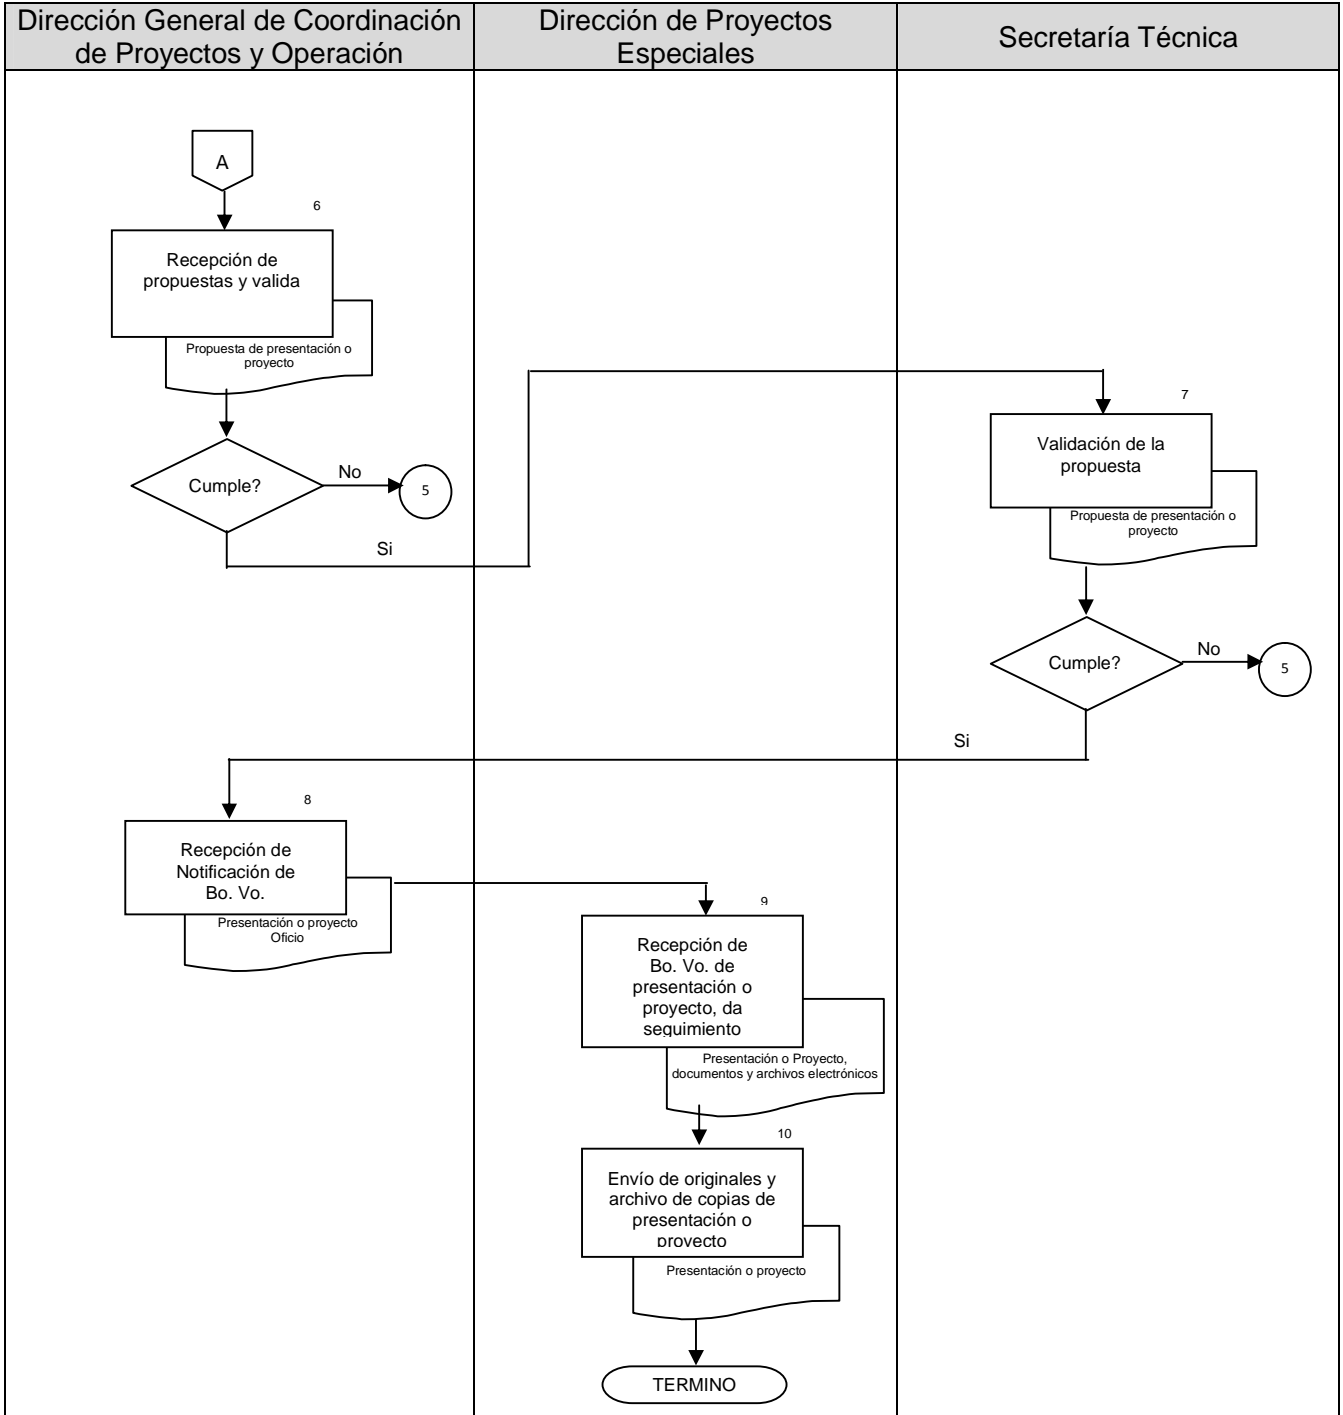 Dirección General de Coordinación
de Proyectos y Operación
Dirección de Proyectos
Especiales
Secretaría Técnica
A
6
Recepción de
propuestas y valida
Propuesta de presentación o
proyecto
Cumple?
No
5
Si
7
Validación de la
propuesta
Propuesta de presentación o
proyecto
Cumple?
No
5
Si
8
Recepción de
Notificación de
Bo. Vo.
Presentación o proyecto
Oficio
9
Recepción de
Bo. Vo. de
presentación o
proyecto, da
seguimiento
Presentación o Proyecto,
documentos y archivos electrónicos
10
Envío de originales y
archivo de copias de
presentación o
proyecto
Presentación o proyecto
TERMINO